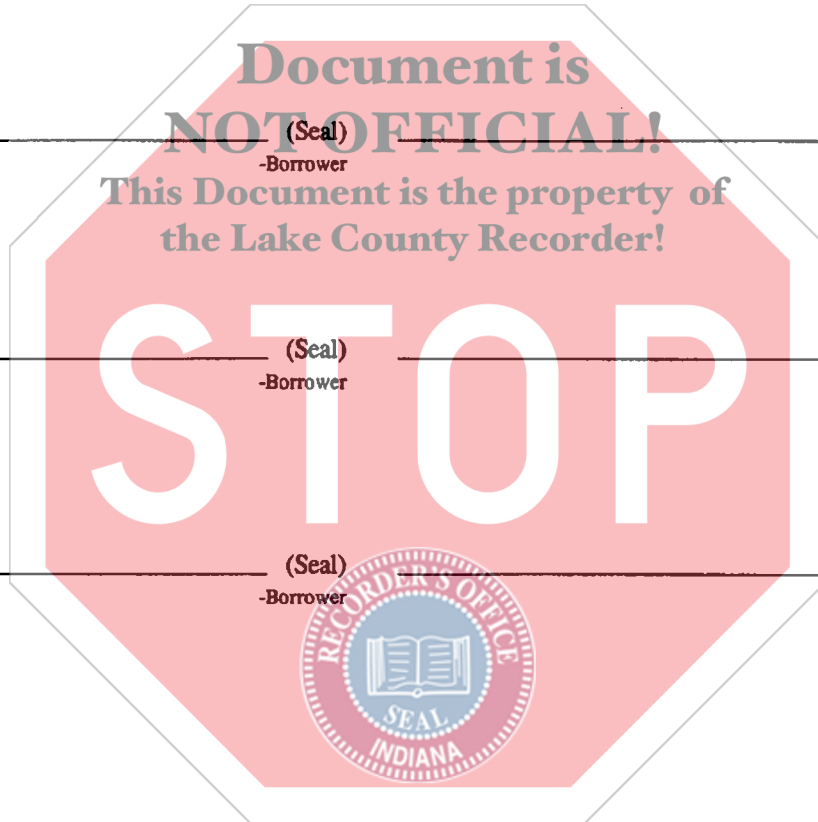 Document is
NOT OFFICIAL!
(Seal)
-Borrower
This Document is the property of
the Lake County Recorder!
STOP
(Seal)
-Borrower
(Seal)
-Borrower
RECORDER'S OFFICE
SEAL
INDIANA